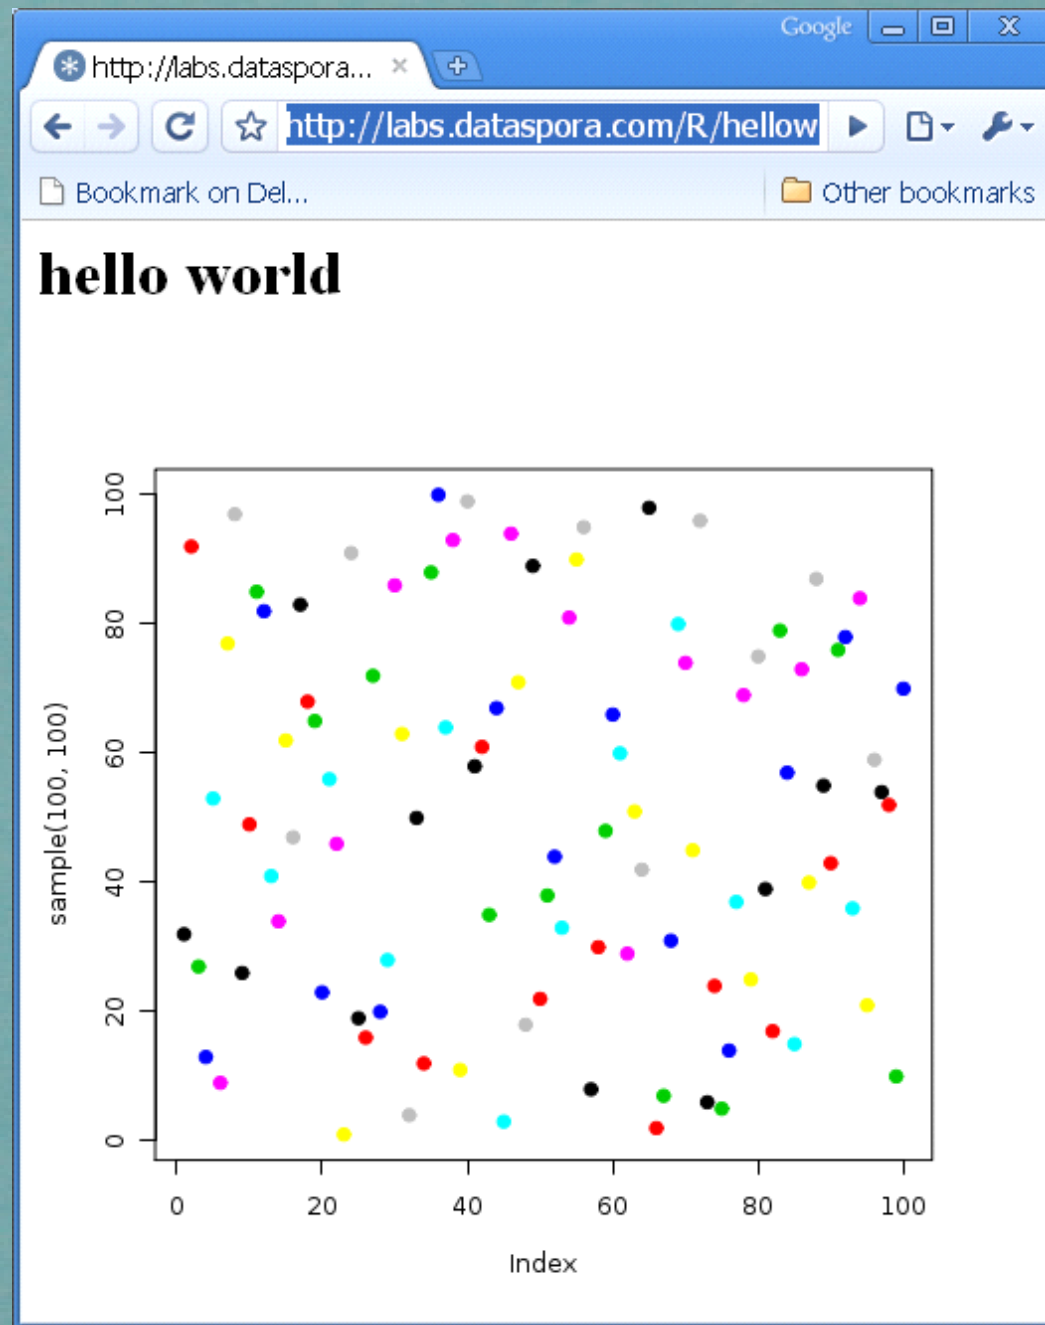 Google
http://labs.dataspora...
http://labs.dataspora.com/R/hellow
Bookmark on Del...
Other bookmarks
hello world
100
80
60
40
20
0
sample(100, 100)
0 20 40 60 80 100
Index